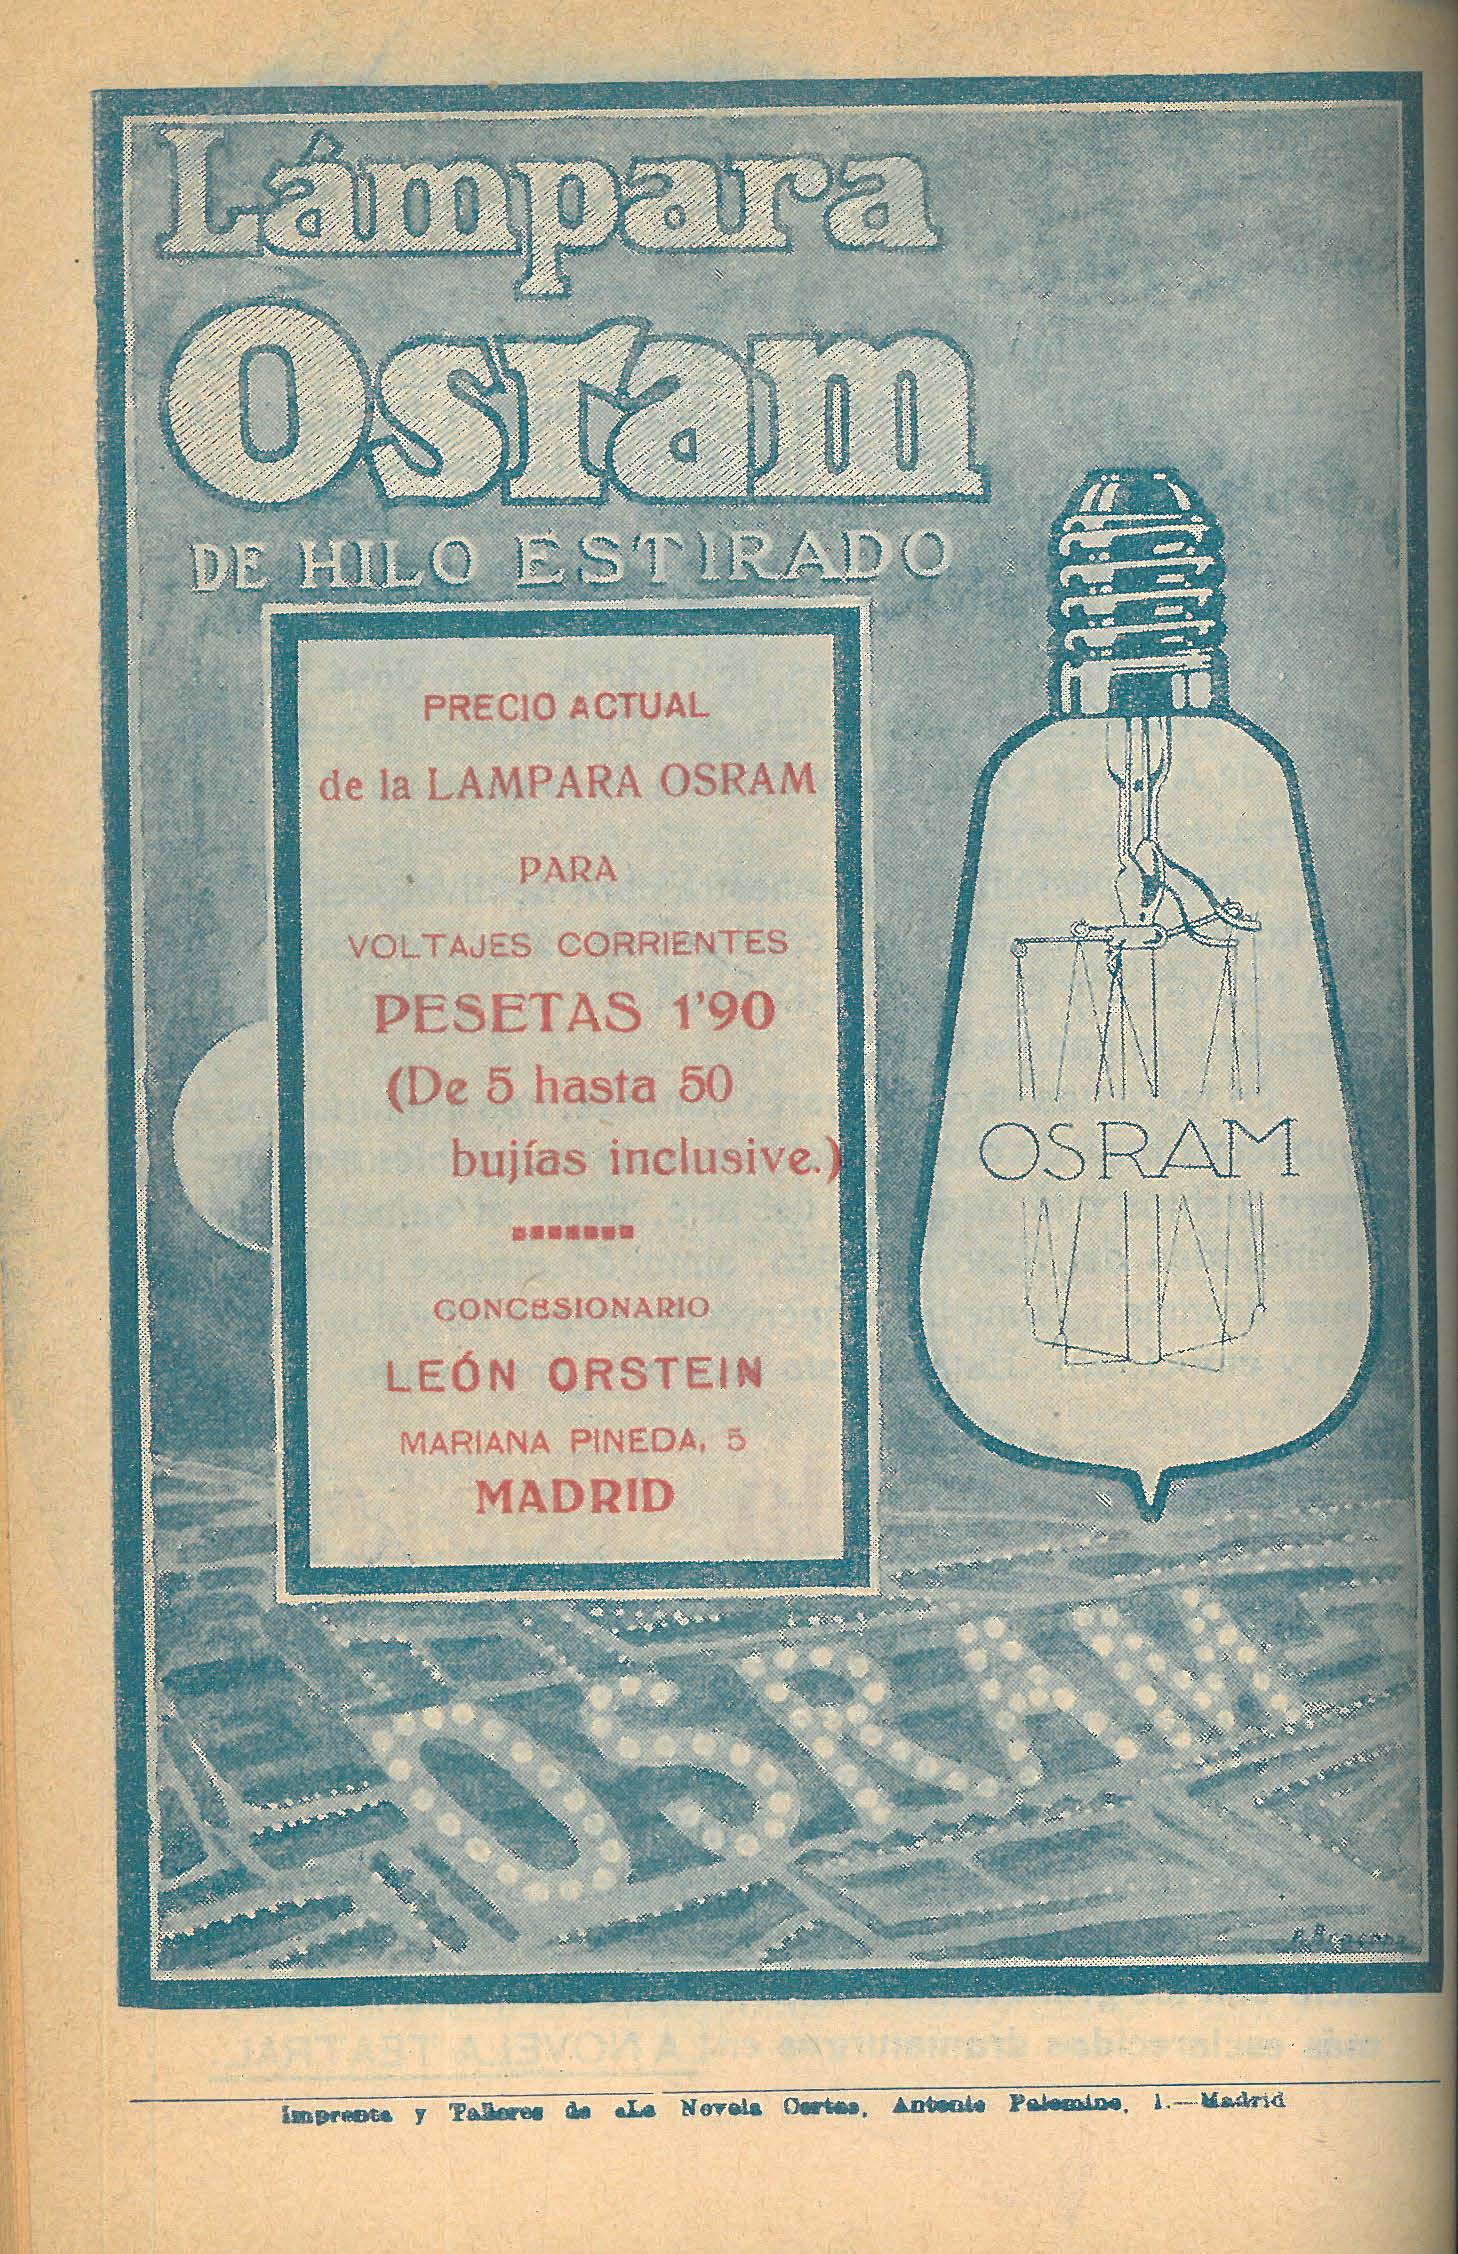 Lámpara
Osram
DE HILO ESTIRADO
PRECIO ACTUAL
de la LAMPARA OSRAM
PARA
VOLTAJES CORRIENTES
PESETAS 1'90
(De 5 hasta 50
bujías inclusive.)
CONCESIONARIO
LEÓN ORSTEIN
MARIANA PINEDA, 5
MADRID
OSRAM
OSRAM
Imprenta y Talleres de «La Novela Corta», Antonio Palomino, 1.—Madrid